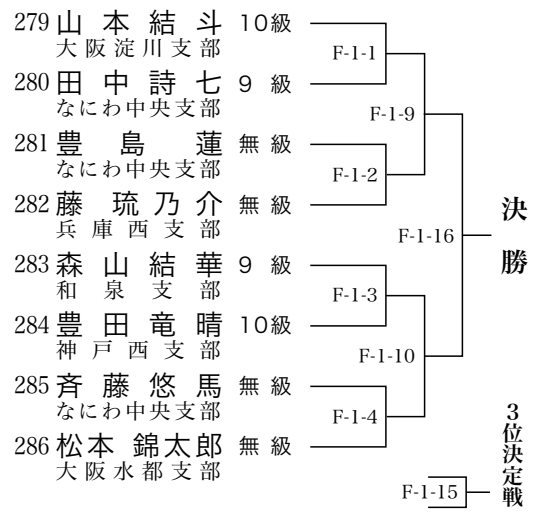 279 山本結斗 10級
大阪淀川支部
280 田中詩七 9級
なにわ中央支部
281 豊島蓮 無級
なにわ中央支部
282 藤琉乃介 無級
兵庫西支部
283 森山結華 9級
和泉支部
284 豊田竜晴 10級
神戸西支部
285 斉藤悠馬 無級
なにわ中央支部
286 松本錦太郎 無級
大阪水都支部
F-1-1
F-1-9
F-1-2
F-1-16
F-1-3
F-1-10
F-1-4
決勝
3位決定戦
F-1-15